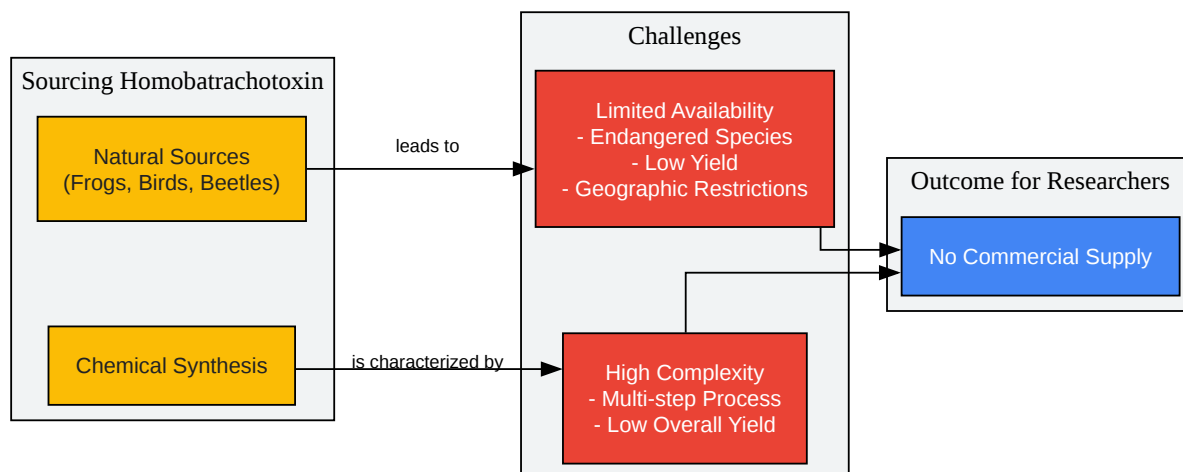 Sourcing Homobatrachotoxin
Natural Sources
(Frogs, Birds, Beetles)
Chemical Synthesis
leads to
is characterized by
Challenges
Limited Availability
- Endangered Species
- Low Yield
- Geographic Restrictions
High Complexity
- Multi-step Process
- Low Overall Yield
Outcome for Researchers
No Commercial Supply